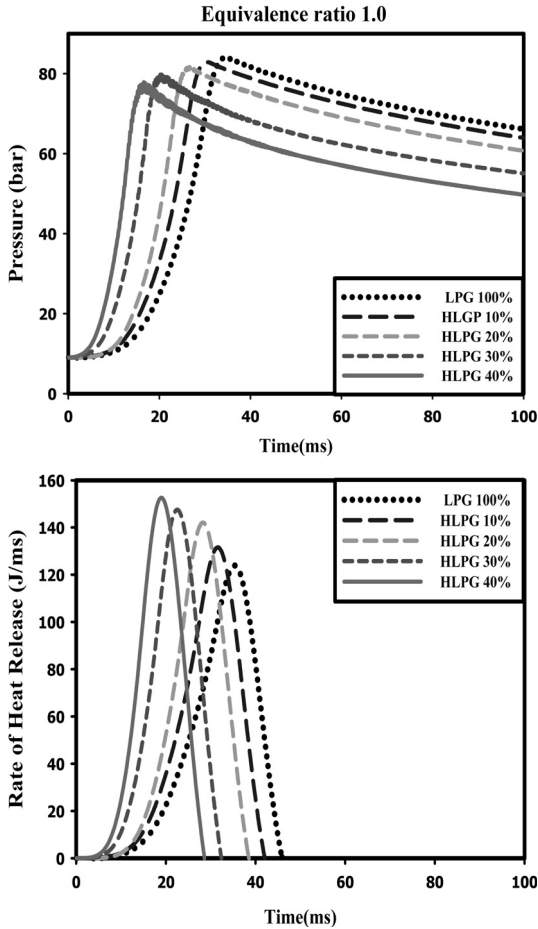 Equivalence ratio 1.0
Pressure (bar)
80
60
40
20
0
LPG 100%
HLGP 10%
HLPG 20%
HLPG 30%
HLPG 40%
0 20 40 60 80 100
Time(ms)
Rate of Heat Release (J/ms)
160
140
120
100
80
60
40
20
0
LPG 100%
HLPG 10%
HLPG 20%
HLPG 30%
HLPG 40%
0 20 40 60 80 100
Time(ms)